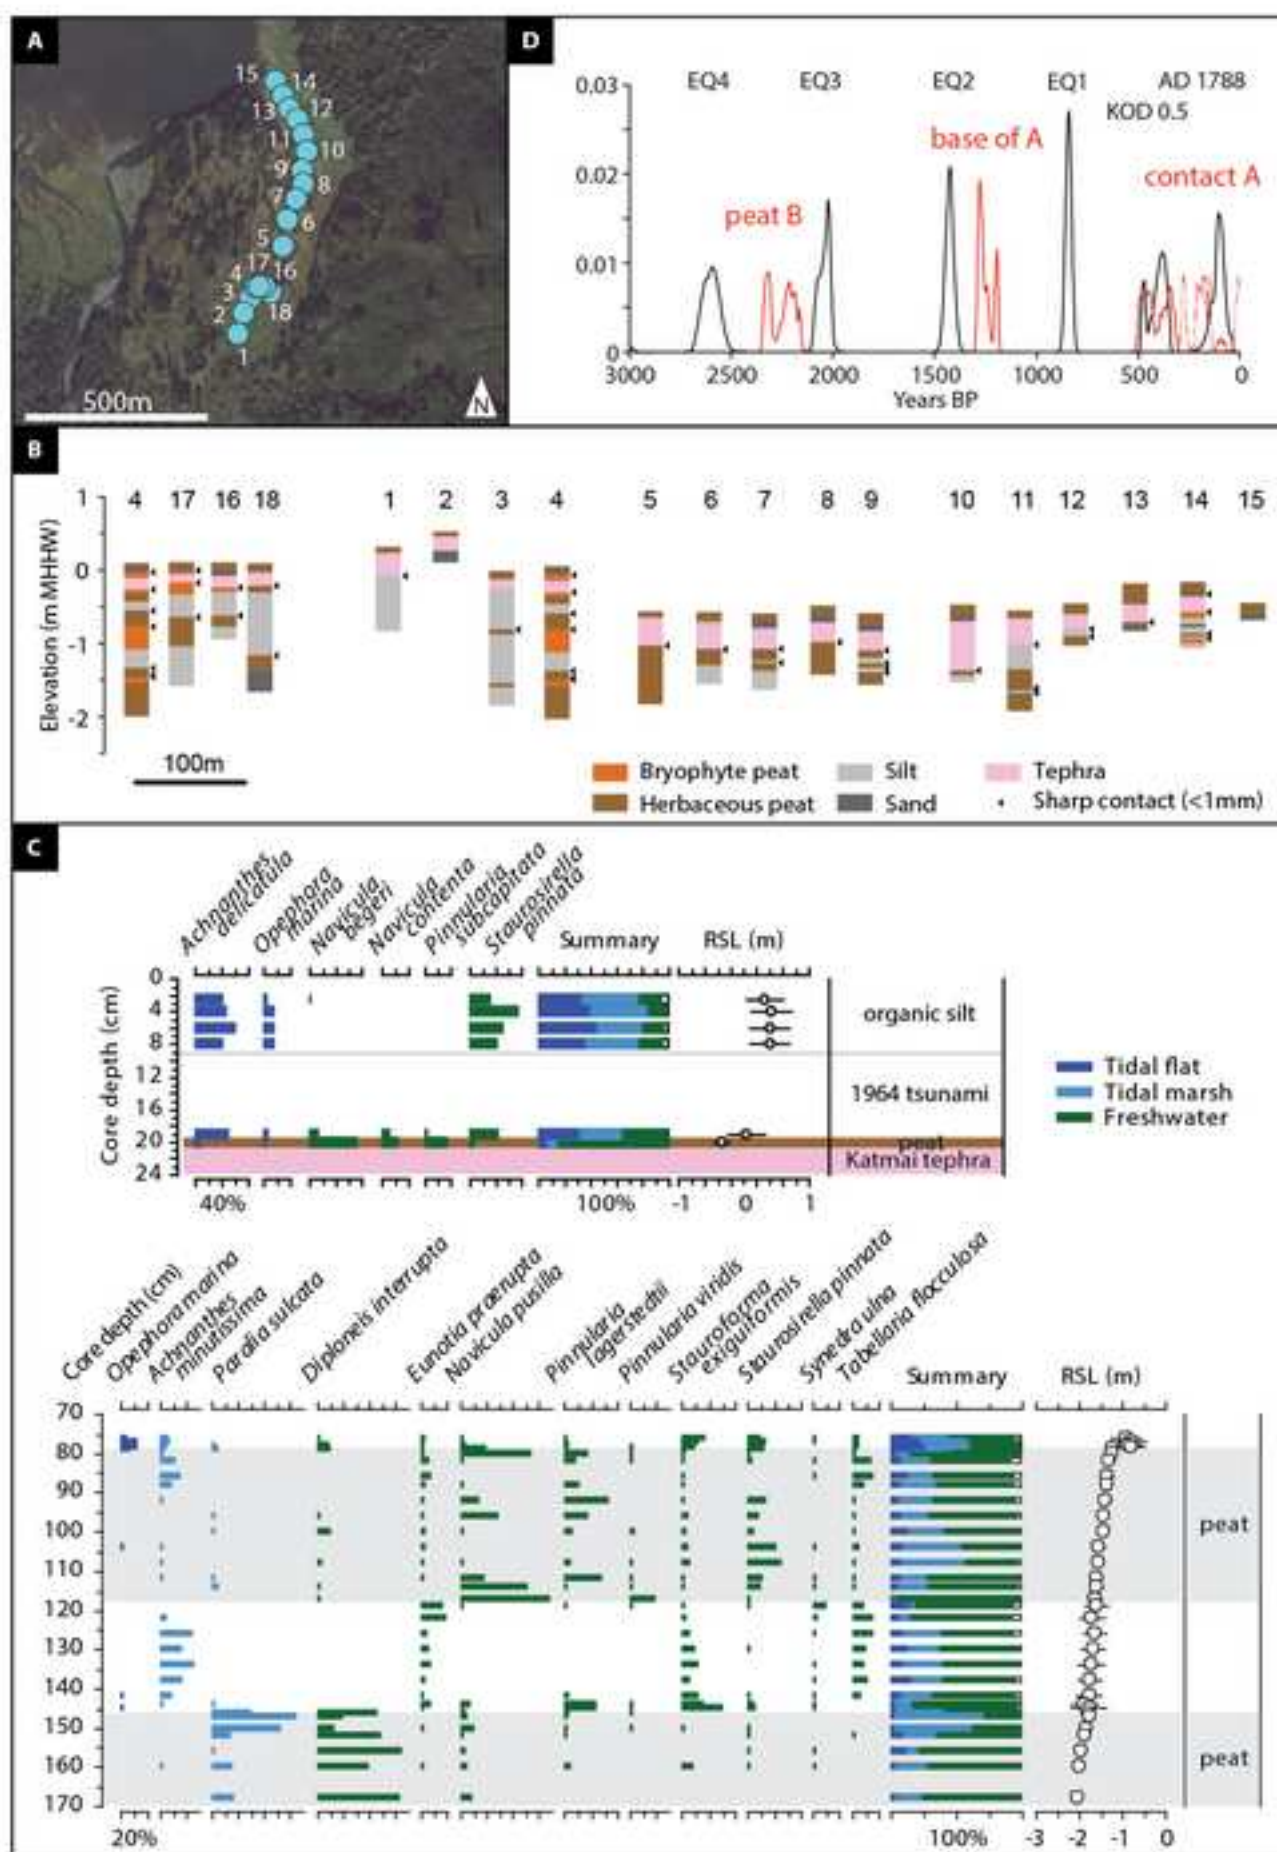 A
15
14
13
12
11
10
9
8
7
6
5
17
4
16
3
2
18
1
500m
N
D
EQ4 EQ3 EQ2 EQ1 AD 1788
KOD 0.5
0,03
0.02
0.01
0
base of A
contact A
peat B
3000 2500 2000 1500 1000 500 0
Years BP
B
4 17 16 18 1 2 3 4 5 6 7 8 9 10 11 12 13 14 15
Elevation (m MHHW)
1
0
-1
-2
100m
Bryophyte peat
Herbaceous peat
Silt
Sand
Tephra
Sharp contact (<1mm)
C
Achnanthes
delicatula
Opephora
marina
Navicula
begeri
Navicula
contenta
Pinnularia
subcapitata
Staurosirella
pinnata
Summary
RSL (m)
Core depth (cm)
0
4
8
12
16
20
24
organic silt
1964 tsunami
peat
Katmai tephra
Tidal flat
Tidal marsh
Freshwater
40% 100% -1 0 1
Core depth (cm)
Opephora marina
Achnanthes
minutissima
Paralia sulcata
Diploneis interrupta
Eunotia praerupta
Navicula pusilla
Pinnularia
lagerstedtii
Pinnularia viridis
Stauroforma
exiguiformis
Staurosirella pinnata
Synedra ulna
Tabellaria flocculosa
Summary
RSL (m)
70
80
90
100
110
120
130
140
150
160
170
peat
peat
20% 100% -3 -2 -1 0